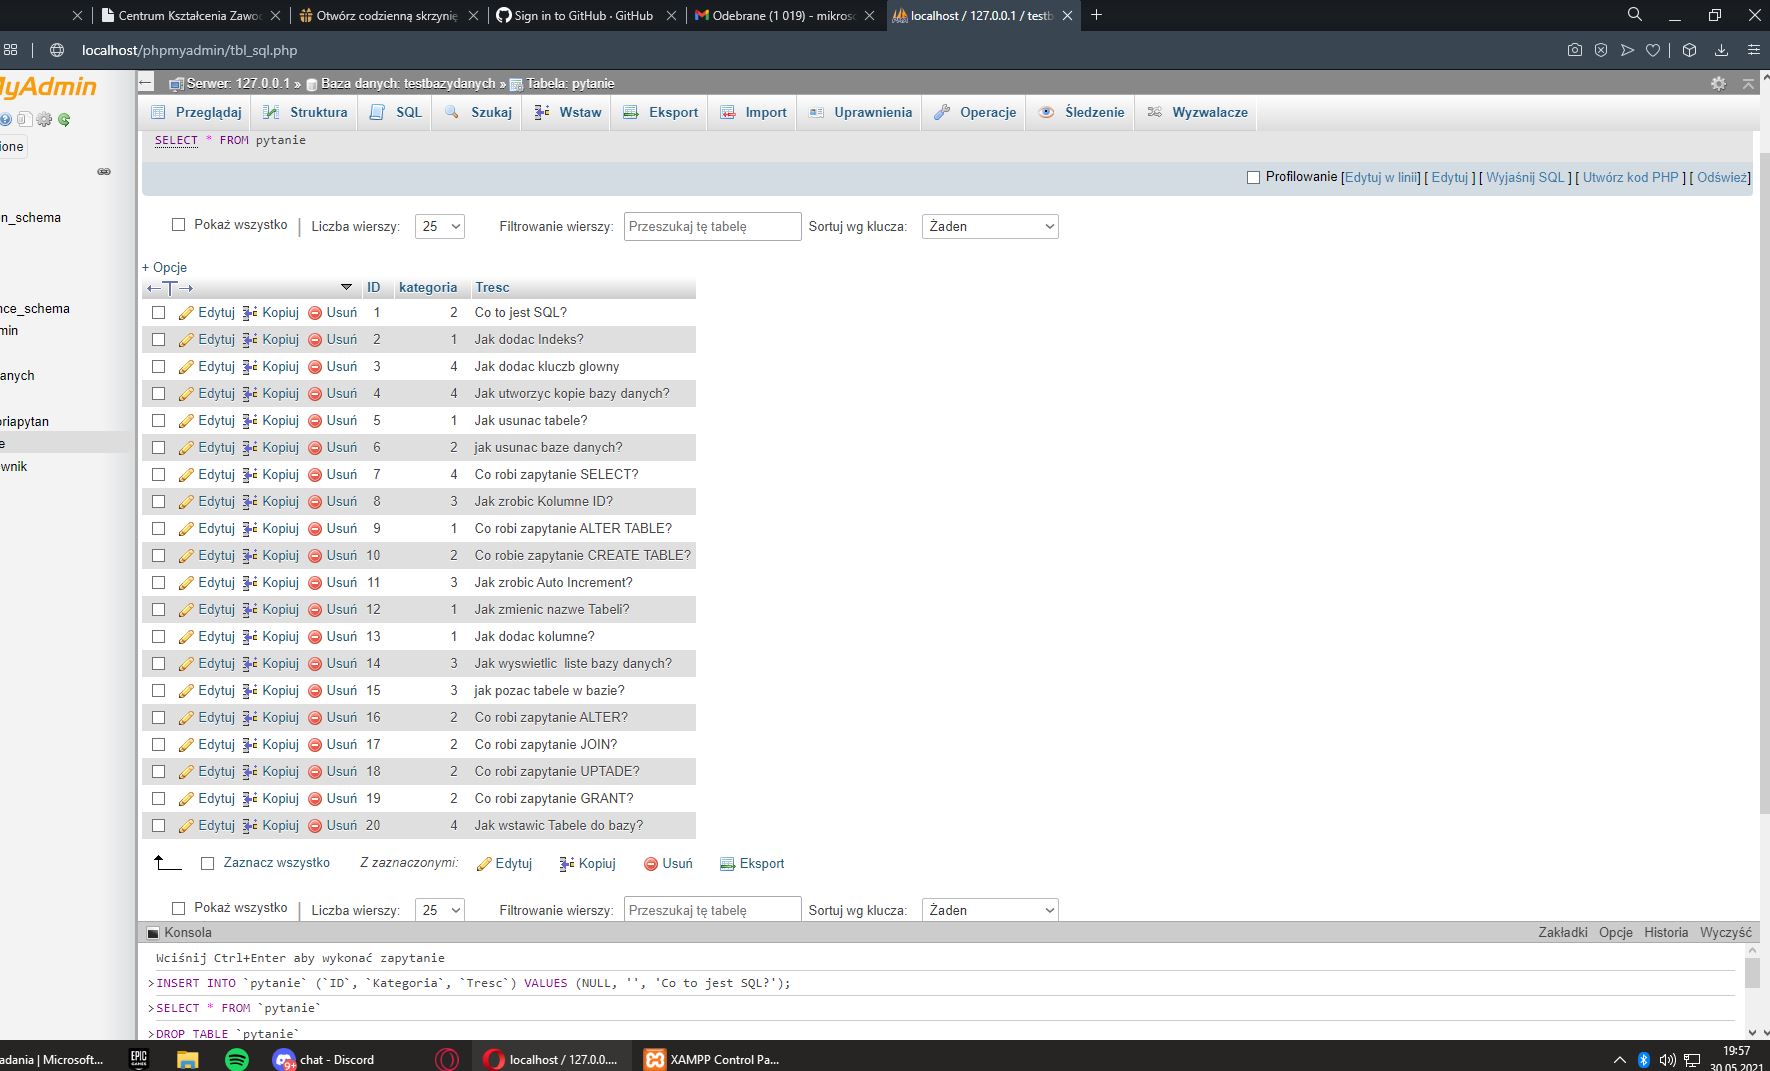 Centrum Kształcenia Zawoc
Otwórz codzienną skrzynię
Sign in to GitHub · GitHub
Odebrane (1 019) - mikrosc
localhost / 127.0.0.1 / testb
localhost/phpmyadmin/tbl_sql.php
MyAdmin
Serwer: 127.0.0.1 » Baza danych: testbazydanych » Tabela: pytanie
Przeglądaj Struktura SQL Szukaj Wstaw Eksport Import Uprawnienia Operacje Śledzenie Wyzwalacze
ione
n_schema
nce_schema
min
anych
oriapytan
e
wnik
SELECT * FROM pytanie
Profilowanie [Edytuj w linii] [ Edytuj ] [ Wyjaśnij SQL ] [ Utwórz kod PHP ] [ Odśwież]
Pokaż wszystko | Liczba wierszy: 25 Filtrowanie wierszy: Przeszukaj tę tabelę Sortuj wg klucza: Żaden
+ Opcje
←T→ ID kategoria Tresc
Edytuj Kopiuj Usuń 1 2 Co to jest SQL?
Edytuj Kopiuj Usuń 2 1 Jak dodac Indeks?
Edytuj Kopiuj Usuń 3 4 Jak dodac kluczb glowny
Edytuj Kopiuj Usuń 4 4 Jak utworzyc kopie bazy danych?
Edytuj Kopiuj Usuń 5 1 Jak usunac tabele?
Edytuj Kopiuj Usuń 6 2 jak usunac baze danych?
Edytuj Kopiuj Usuń 7 4 Co robi zapytanie SELECT?
Edytuj Kopiuj Usuń 8 3 Jak zrobic Kolumne ID?
Edytuj Kopiuj Usuń 9 1 Co robi zapytanie ALTER TABLE?
Edytuj Kopiuj Usuń 10 2 Co robie zapytanie CREATE TABLE?
Edytuj Kopiuj Usuń 11 3 Jak zrobic Auto Increment?
Edytuj Kopiuj Usuń 12 1 Jak zmienic nazwe Tabeli?
Edytuj Kopiuj Usuń 13 1 Jak dodac kolumne?
Edytuj Kopiuj Usuń 14 3 Jak wyswietlic  liste bazy danych?
Edytuj Kopiuj Usuń 15 3 jak pozac tabele w bazie?
Edytuj Kopiuj Usuń 16 2 Co robi zapytanie ALTER?
Edytuj Kopiuj Usuń 17 2 Co robi zapytanie JOIN?
Edytuj Kopiuj Usuń 18 2 Co robi zapytanie UPTADE?
Edytuj Kopiuj Usuń 19 2 Co robi zapytanie GRANT?
Edytuj Kopiuj Usuń 20 4 Jak wstawic Tabele do bazy?
Zaznacz wszystko Z zaznaczonymi: Edytuj Kopiuj Usuń Eksport
Pokaż wszystko | Liczba wierszy: 25 Filtrowanie wierszy: Przeszukaj tę tabelę Sortuj wg klucza: Żaden
Konsola Zakładki Opcje Historia Wyczyść
Wciśnij Ctrl+Enter aby wykonać zapytanie
>INSERT INTO `pytanie` (`ID`, `Kategoria`, `Tresc`) VALUES (NULL, '', 'Co to jest SQL?');
>SELECT * FROM `pytanie`
>DROP TABLE `pytanie`
adania | Microsoft...
EPIC GAMES
9+
chat - Discord
localhost / 127.0.0....
XAMPP Control Pa...
19:57
30.05.2021